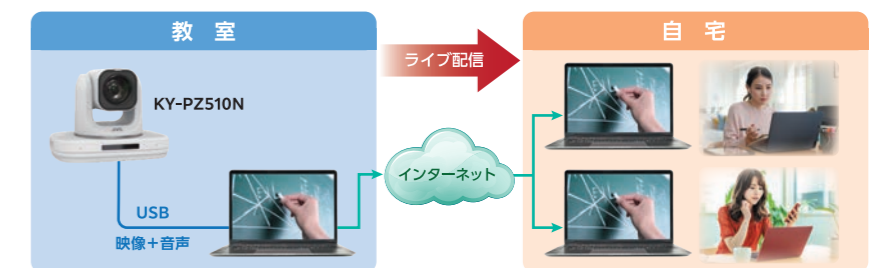 教 室
ライブ配信
自 宅
KY-PZ510N
インターネット
USB
映像+音声